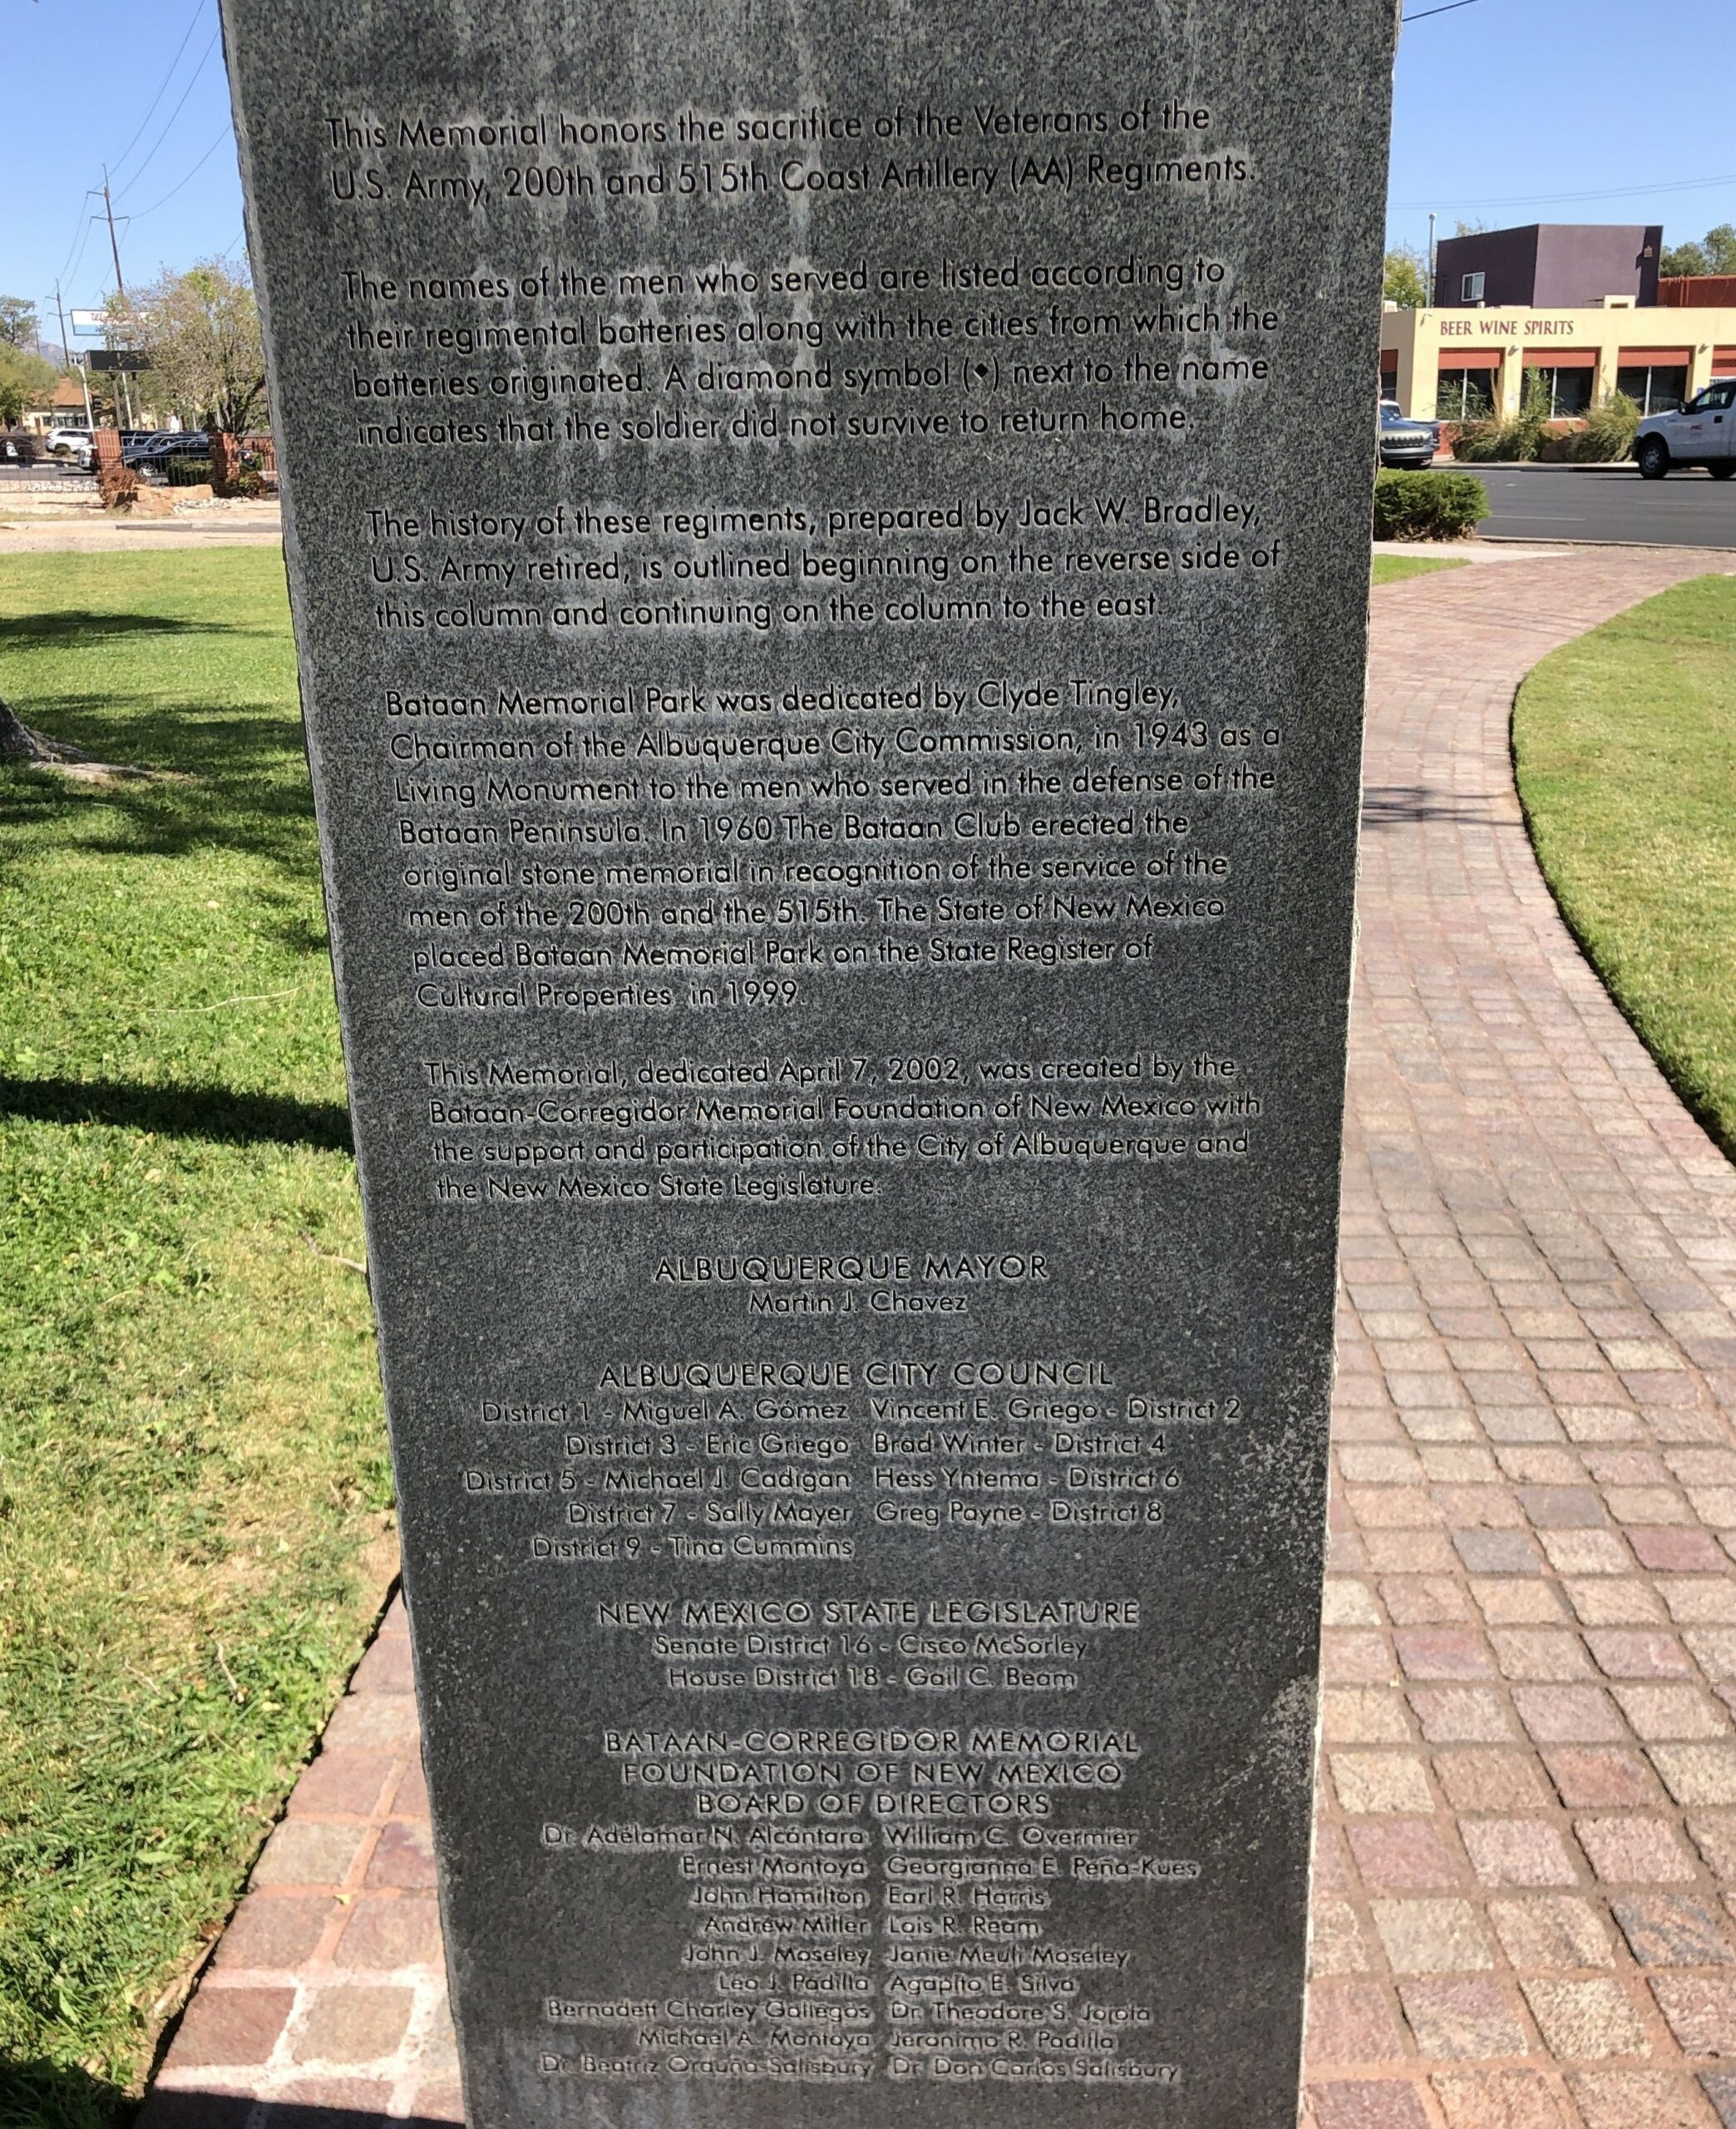 This Memorial honors the sacrifice of the Veterans of the
U.S. Army, 200th and 515th Coast Artillery (AA) Regiments.
The names of the men who served are listed according to
their regimental batteries along with the cities from which the
batteries originated. A diamond symbol (♦) next to the name
indicates that the soldier did not survive to return home.
The history of these regiments, prepared by Jack W. Bradley,
U.S. Army retired, is outlined beginning on the reverse side of
this column and continuing on the column to the east.
Bataan Memorial Park was dedicated by Clyde Tingley,
Chairman of the Albuquerque City Commission, in 1943 as a
Living Monument to the men who served in the defense of the
Bataan Peninsula. In 1960 The Bataan Club erected the
original stone memorial in recognition of the service of the
men of the 200th and the 515th. The State of New Mexico
placed Bataan Memorial Park on the State Register of
Cultural Properties in 1999.
This Memorial, dedicated April 7, 2002, was created by the
Bataan-Corregidor Memorial Foundation of New Mexico with
the support and participation of the City of Albuquerque and
the New Mexico State Legislature.
ALBUQUERQUE MAYOR
Martin J. Chavez
ALBUQUERQUE CITY COUNCIL
District 1 - Miguel A. Gómez Vincent E. Griego - District 2
District 3 - Eric Griego Brad Winter - District 4
District 5 - Michael J. Cadigan Hess Yntema - District 6
District 7 - Sally Mayer Greg Payne - District 8
District 9 - Tina Cummins
NEW MEXICO STATE LEGISLATURE
Senate District 16 - Cisco McSorley
House District 18 - Gail C. Beam
BATAAN-CORREGIDOR MEMORIAL
FOUNDATION OF NEW MEXICO
BOARD OF DIRECTORS
Dr. Adélamar N. Alcántara William C. Overmier
Ernest Montoya Georgianna E. Peña-Kues
John Hamilton Earl R. Harris
Andrew Miller Lois R. Ream
John J. Moseley Janie Meuli Moseley
Leo J. Padilla Agapito E. Silva
Bernadett Charley Gallegos Dr. Theodore S. Jojola
Michael A. Montoya Jeronimo R. Padilla
Dr. Beatriz Orduña-Salisbury Dr. Don Carlos Salisbury
BEER WINE SPIRITS